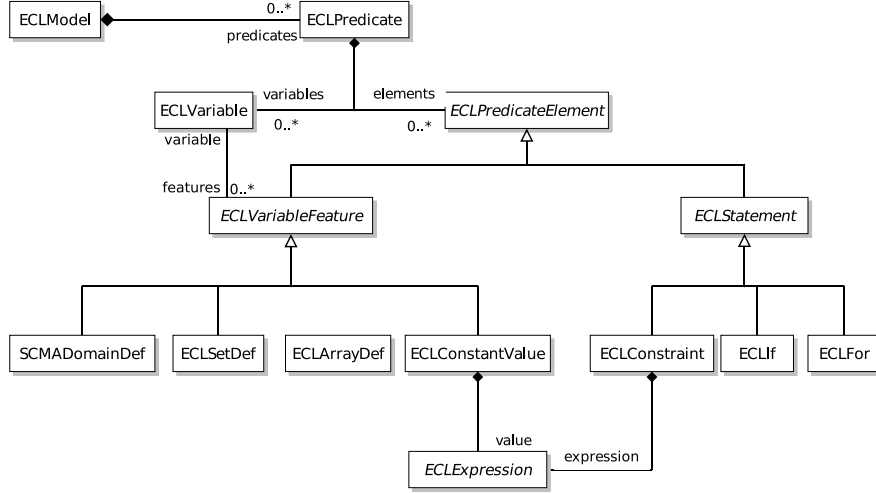 ECLModel
0..*
ECLPredicate
predicates
variables
elements
ECLVariable
ECLPredicateElement
0..*
0..*
variable
features
0..*
ECLVariableFeature
ECLStatement
SCMADomainDef
ECLSetDef
ECLArrayDef
ECLConstantValue
ECLConstraint
ECLIf
ECLFor
value
expression
ECLExpression